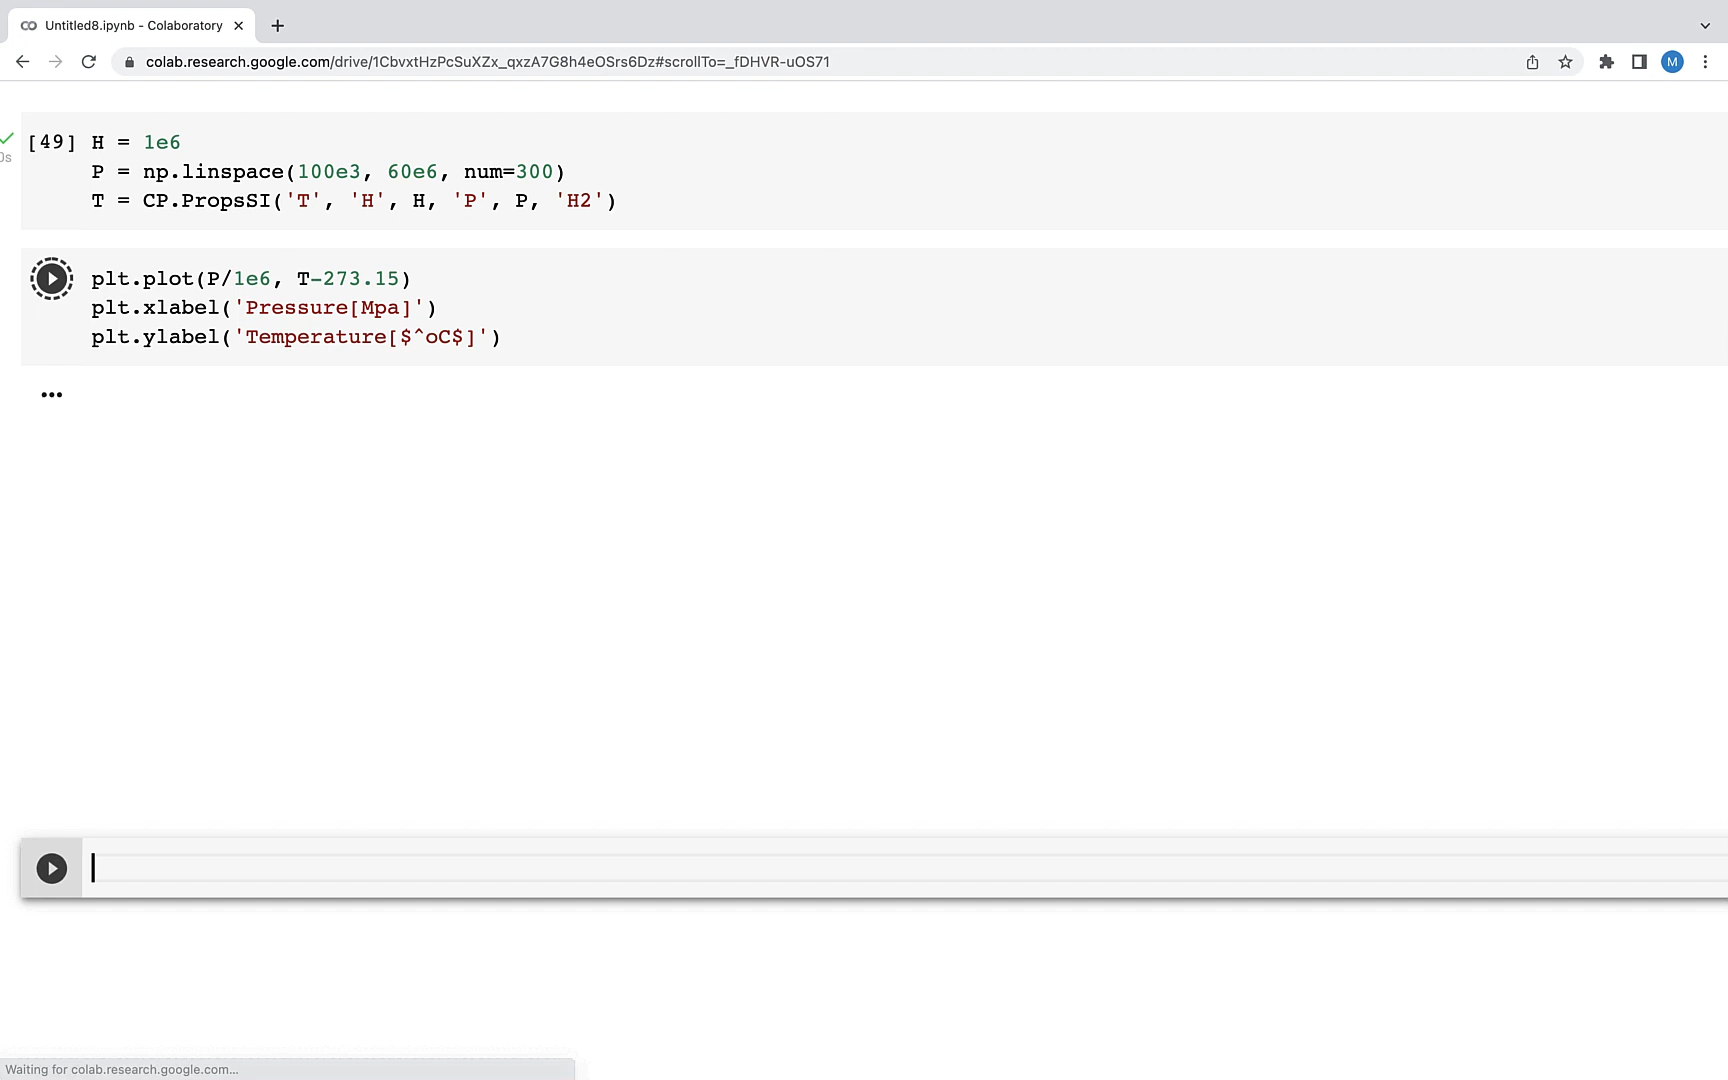 Untitled8.ipynb - Colaboratory
colab.research.google.com/drive/1CbvxtHzPcSuXZx_qxzA7G8h4eOSrs6Dz#scrollTo=_fDHVR-uOS71
M
[49] H = 1e6
0s
P = np.linspace(100e3, 60e6, num=300)
T = CP.PropsSI('T', 'H', H, 'P', P, 'H2')
plt.plot(P/1e6, T-273.15)
plt.xlabel('Pressure[Mpa]')
plt.ylabel('Temperature[$^oC$]')
Waiting for colab.research.google.com...